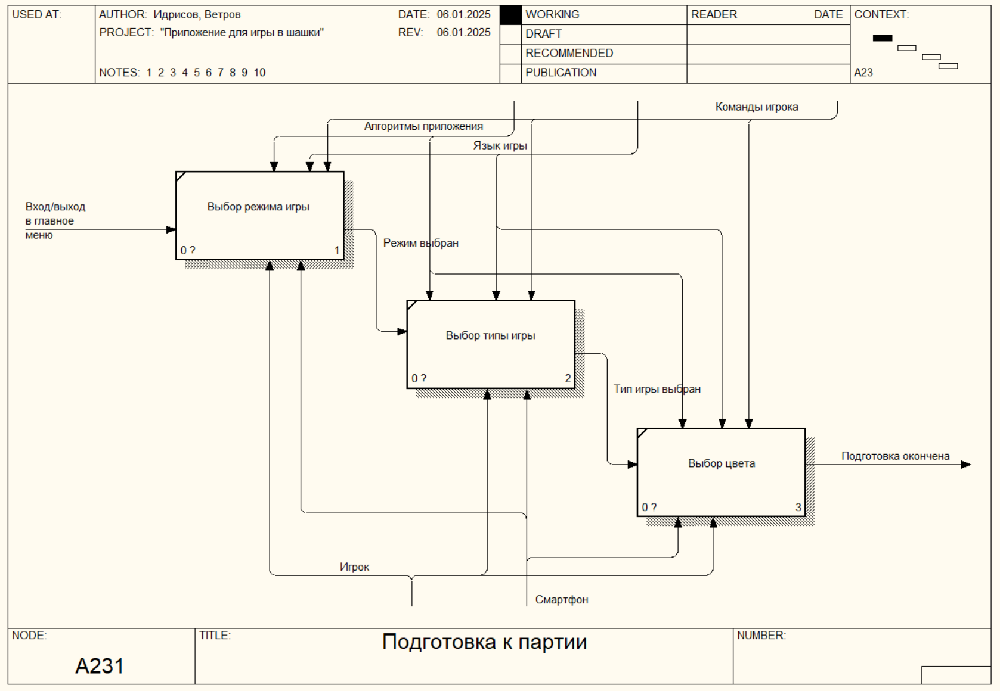 USED AT:
AUTHOR: Идрисов, Ветров
DATE: 06.01.2025
PROJECT: "Приложение для игры в шашки"
REV: 06.01.2025
NOTES: 1 2 3 4 5 6 7 8 9 10
WORKING
DRAFT
RECOMMENDED
PUBLICATION
READER
DATE
CONTEXT:
A23
Команды игрока
Алгоритмы приложения
Язык игры
Вход/выход
в главное
меню
Выбор режима игры
0 ?
1
Режим выбран
Выбор типы игры
0 ?
2
Тип игры выбран
Выбор цвета
0 ?
3
Подготовка окончена
Игрок
Смартфон
NODE:
A231
TITLE:
Подготовка к партии
NUMBER: